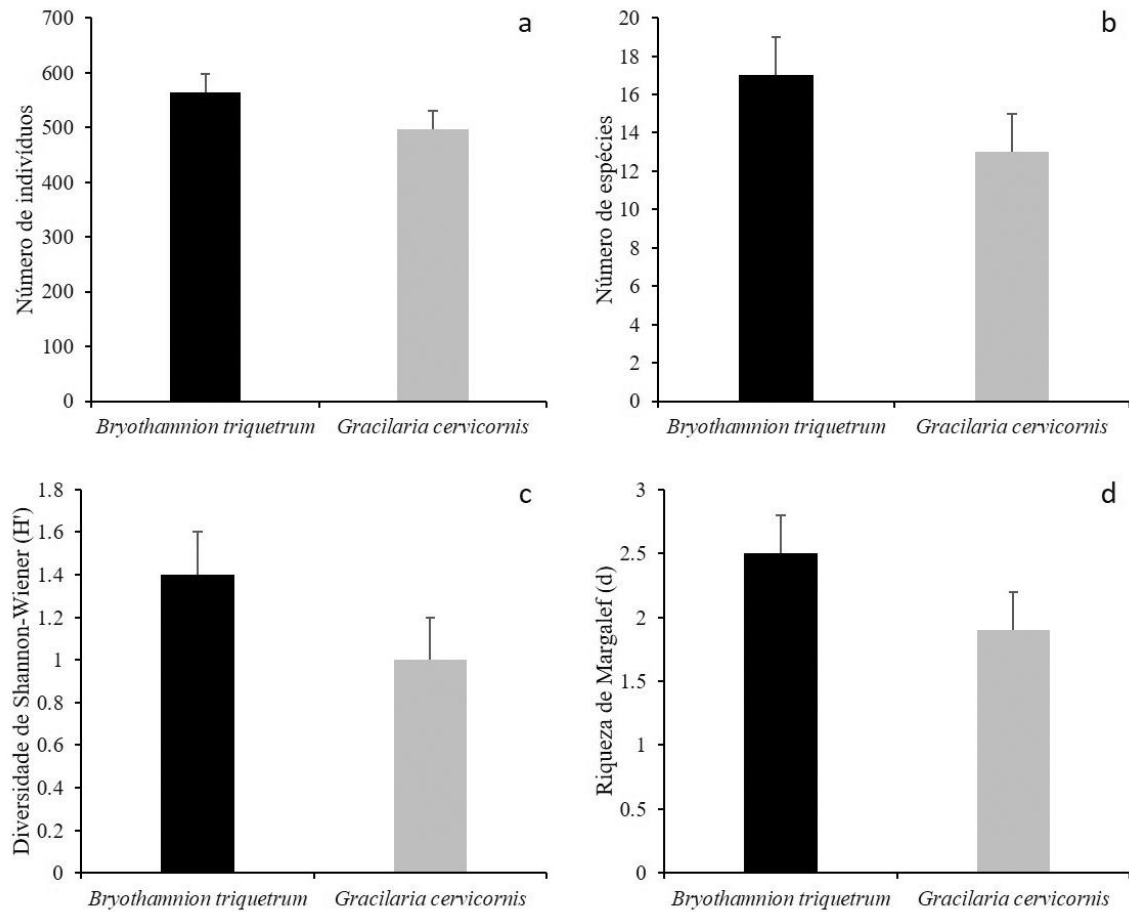 a
Número de indivíduos
700
600
500
400
300
200
100
0
Bryothamnion triquetrum
Gracilaria cervicornis
b
Número de espécies
20
18
16
14
12
10
8
6
4
2
0
Bryothamnion triquetrum
Gracilaria cervicornis
c
Diversidade de Shannon-Wiener (H')
1.8
1.6
1.4
1.2
1
0.8
0.6
0.4
0.2
0
Bryothamnion triquetrum
Gracilaria cervicornis
d
Riqueza de Margalef (d)
3
2.5
2
1.5
1
0.5
0
Bryothamnion triquetrum
Gracilaria cervicornis